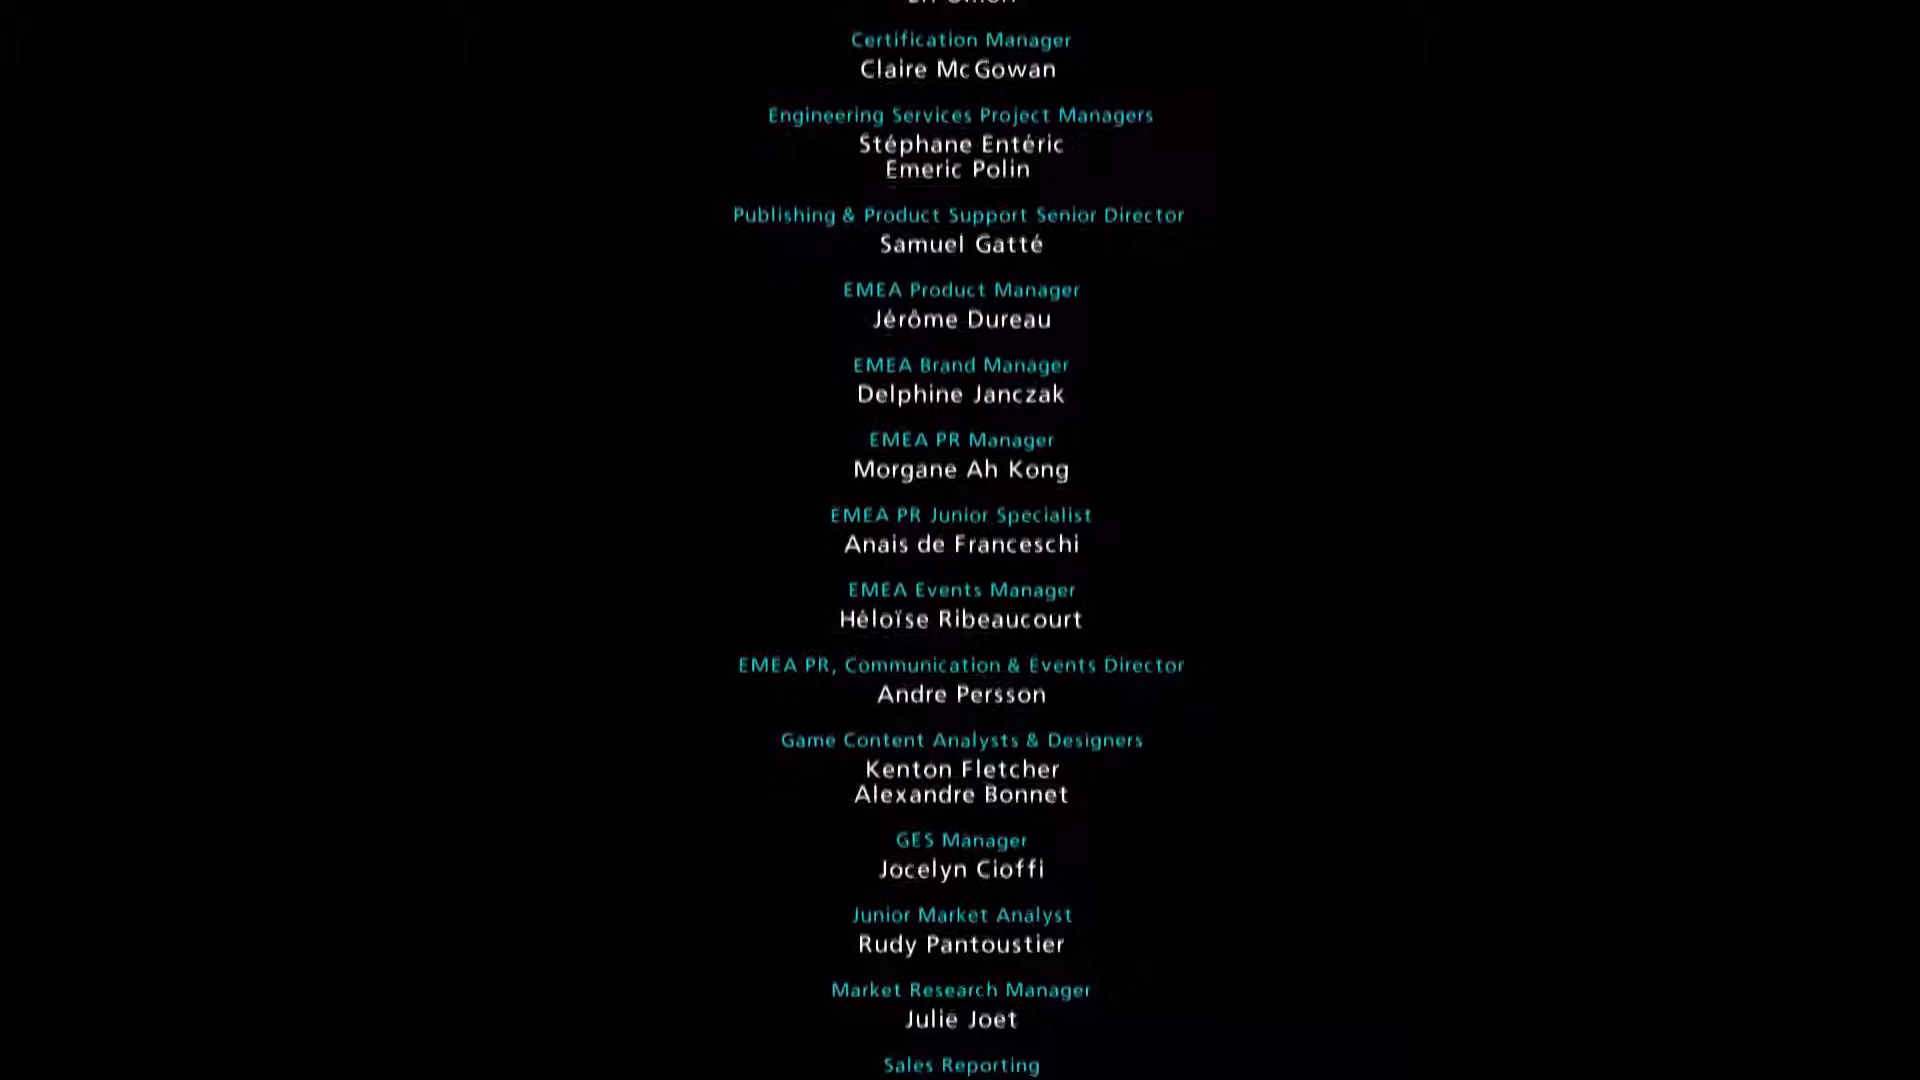 Certification Manager
Claire McGowan
Engineering Services Project Managers
Stéphane Entéric
Emeric Polin
Publishing & Product Support Senior Director
Samuel Gatté
EMEA Product Manager
Jérôme Dureau
EMEA Brand Manager
Delphine Janczak
EMEA PR Manager
Morgane Ah Kong
EMEA PR Junior Specialist
Anais de Franceschi
EMEA Events Manager
Héloïse Ribeaucourt
EMEA PR, Communication & Events Director
Andre Persson
Game Content Analysts & Designers
Kenton Fletcher
Alexandre Bonnet
GES Manager
Jocelyn Cioffi
Junior Market Analyst
Rudy Pantoustier
Market Research Manager
Julie Joet
Sales Reporting